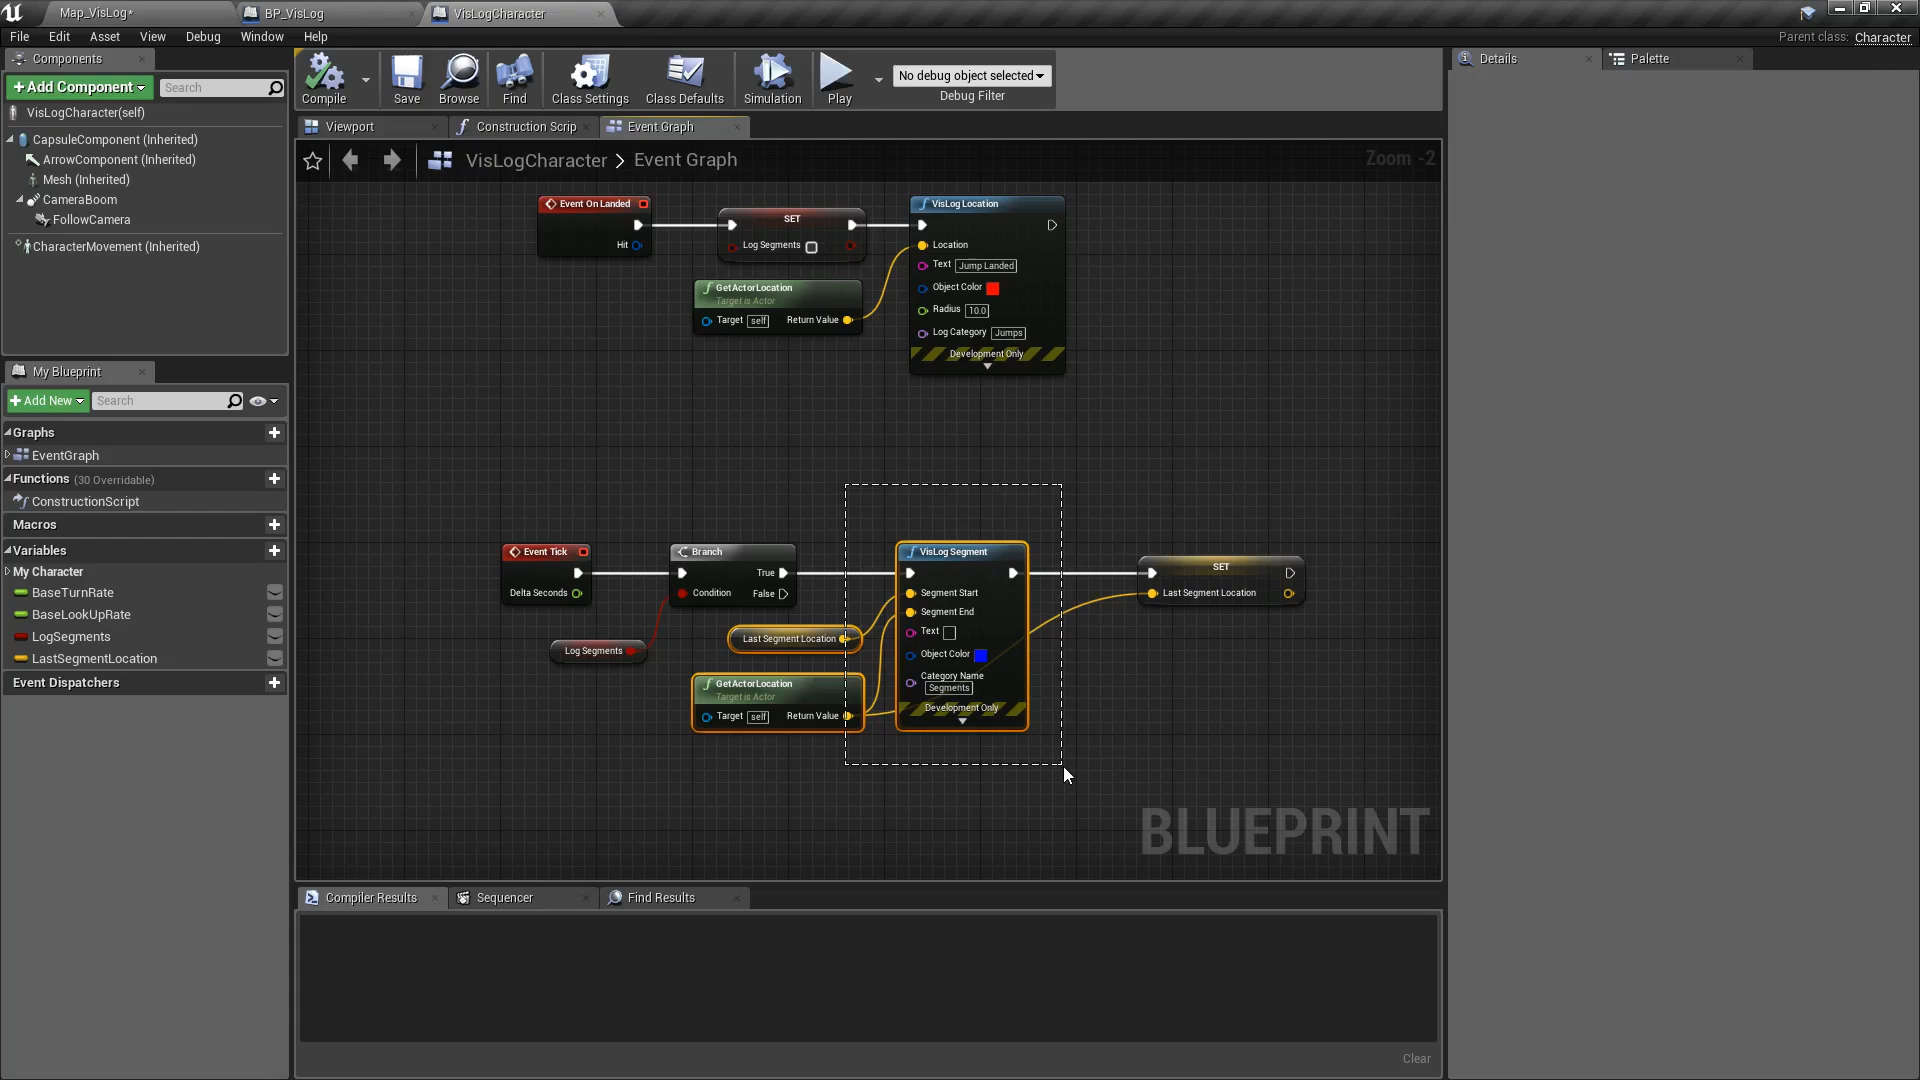 Map_VisLog*
BP_VisLog
VisLogCharacter
File Edit Asset View Debug Window Help
Parent class: Character
Components
+Add Component
Search
VisLogCharacter(self)
CapsuleComponent (Inherited)
ArrowComponent (Inherited)
Mesh (Inherited)
CameraBoom
FollowCamera
CharacterMovement (Inherited)
My Blueprint
+Add New
Search
Graphs
EventGraph
Functions (30 Overridable)
ConstructionScript
Macros
Variables
My Character
BaseTurnRate
BaseLookUpRate
LogSegments
LastSegmentLocation
Event Dispatchers
Compile
Save
Browse
Find
Class Settings
Class Defaults
Simulation
Play
No debug object selected
Debug Filter
Viewport
Construction Scrip
Event Graph
VisLogCharacter > Event Graph
Zoom -2
Event On Landed
Hit
SET
Log Segments
GetActorLocation
Target is Actor
Target self Return Value
VisLog Location
Location
Text Jump Landed
Object Color
Radius 10.0
Log Category Jumps
Development Only
Event Tick
Delta Seconds
Branch
True
Condition False
Log Segments
Last Segment Location
GetActorLocation
Target is Actor
Target self Return Value
VisLog Segment
Segment Start
Segment End
Text
Object Color
Category Name
Segments
Development Only
SET
Last Segment Location
BLUEPRINT
Compiler Results
Sequencer
Find Results
Clear
Details
Palette